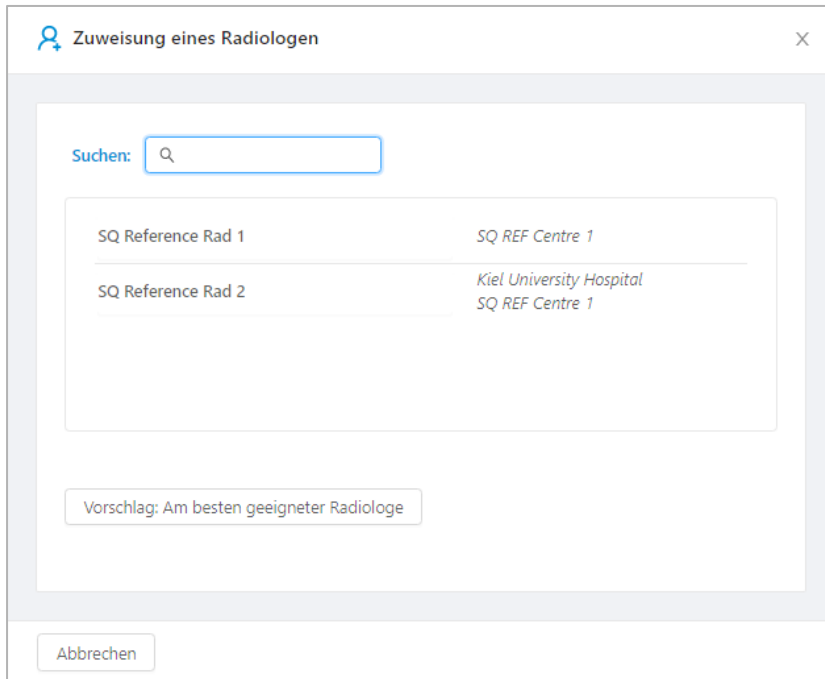 Zuweisung eines Radiologen
Suchen:
SQ Reference Rad 1 SQ REF Centre 1
SQ Reference Rad 2 Kiel University Hospital
SQ REF Centre 1
Vorschlag: Am besten geeigneter Radiologe
Abbrechen